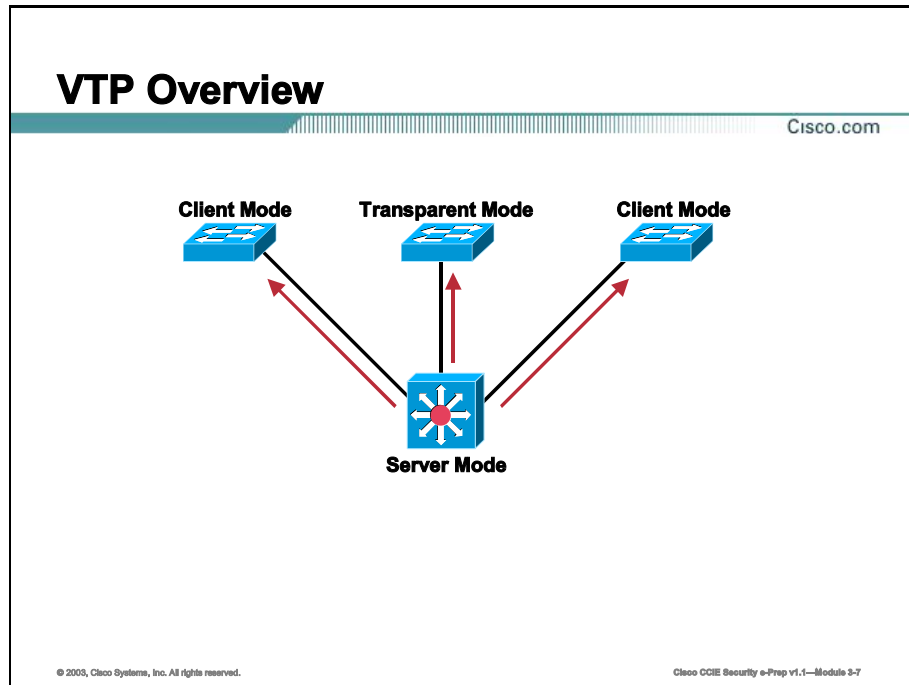 VTP Overview
Cisco.com
Client Mode
Transparent Mode
Client Mode
Server Mode
© 2003, Cisco Systems, Inc. All rights reserved.
Cisco CCIE Security e-Prep v1.1—Module 3-7